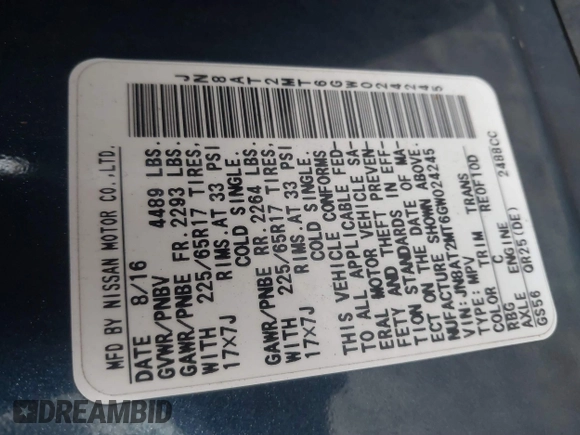 JN8AT2MT6GW024245
MFD BY NISSAN MOTOR CO.,LTD.
DATE 8/16
GVWR/PNBV 4489 LBS.
GAWR/PNBE FR. 2293 LBS.
WITH 225/65R17 TIRES,
17X7J RIMS.AT 33 PSI
COLD SINGLE.
GAWR/PNBE RR. 2264 LBS.
WITH 225/65R17 TIRES,
17X7J RIMS.AT 33 PSI
COLD SINGLE.
THIS VEHICLE CONFORMS
TO ALL APPLICABLE FED-
ERAL MOTOR VEHICLE SA-
FETY AND THEFT PREVEN-
TION STANDARDS IN EFF-
ECT ON THE DATE OF MA-
NUFACTURE SHOWN ABOVE.
VIN: JN8AT2MT6GW024245
TYPE: MPV
COLOR TRIM TRANS
RBG C RE0F10D
AXLE ENGINE
GS56 QR25(DE) 2488CC
DREAMBID